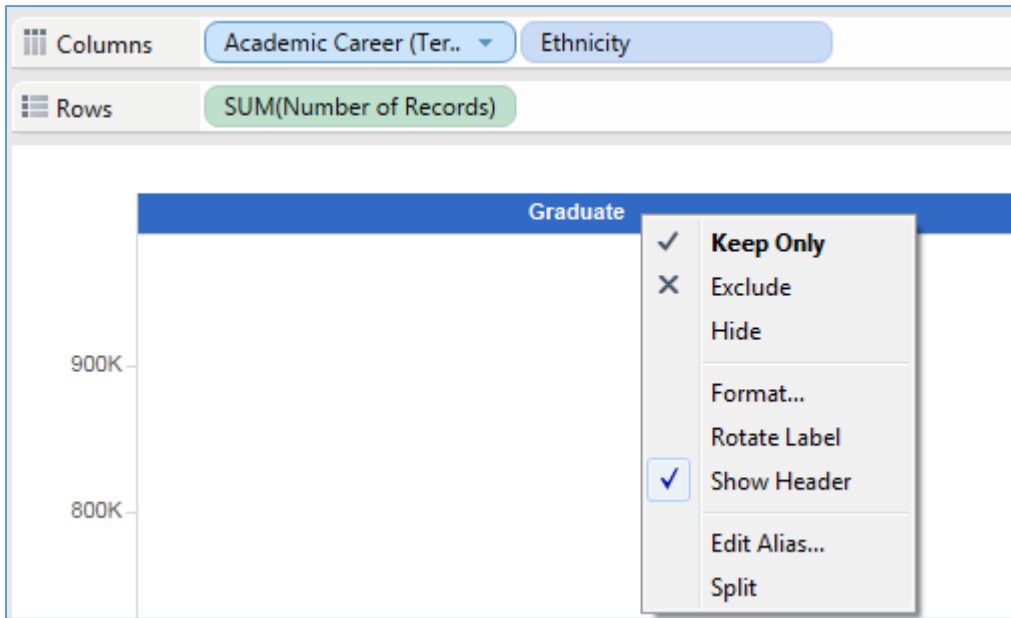 Columns Academic Career (Ter.. Ethnicity
Rows SUM(Number of Records)
Graduate
Keep Only
Exclude
Hide
900K
Format...
Rotate Label
Show Header
800K
Edit Alias...
Split